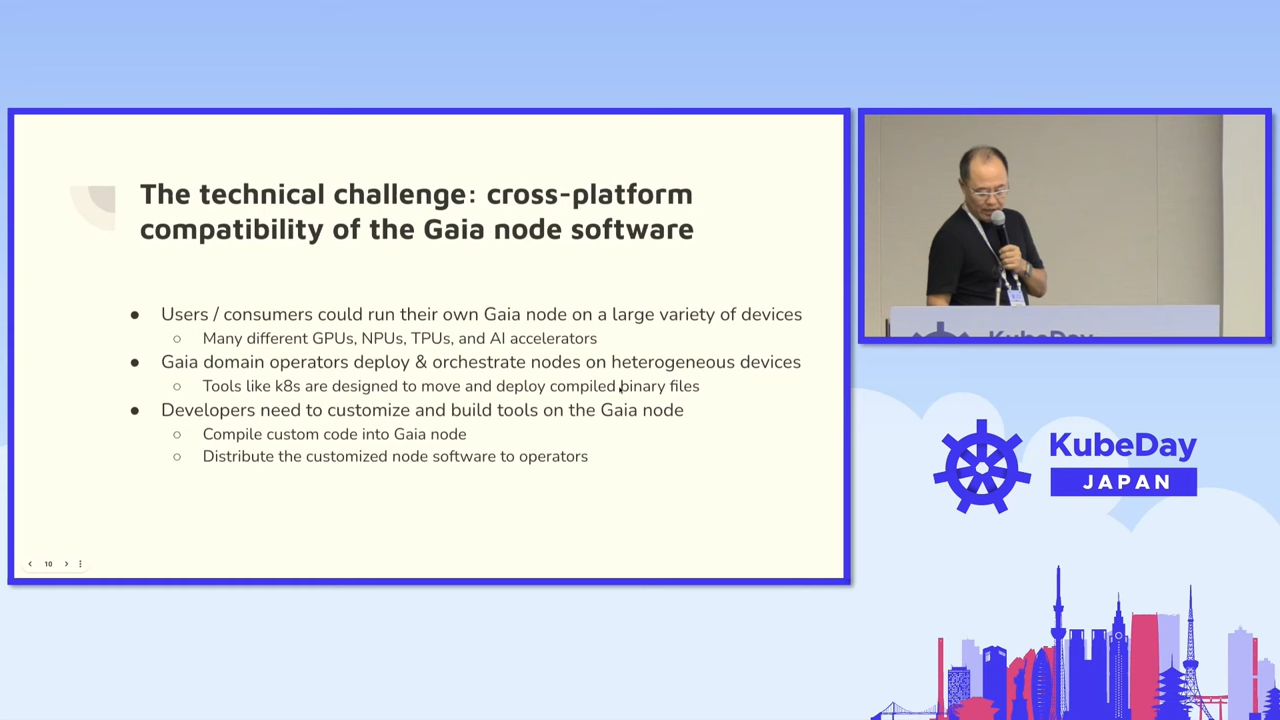 The technical challenge: cross-platform
compatibility of the Gaia node software
● Users / consumers could run their own Gaia node on a large variety of devices
○ Many different GPUs, NPUs, TPUs, and AI accelerators
● Gaia domain operators deploy & orchestrate nodes on heterogeneous devices
○ Tools like k8s are designed to move and deploy compiled binary files
● Developers need to customize and build tools on the Gaia node
○ Compile custom code into Gaia node
○ Distribute the customized node software to operators
10
KubeDay
KubeDay
JAPAN